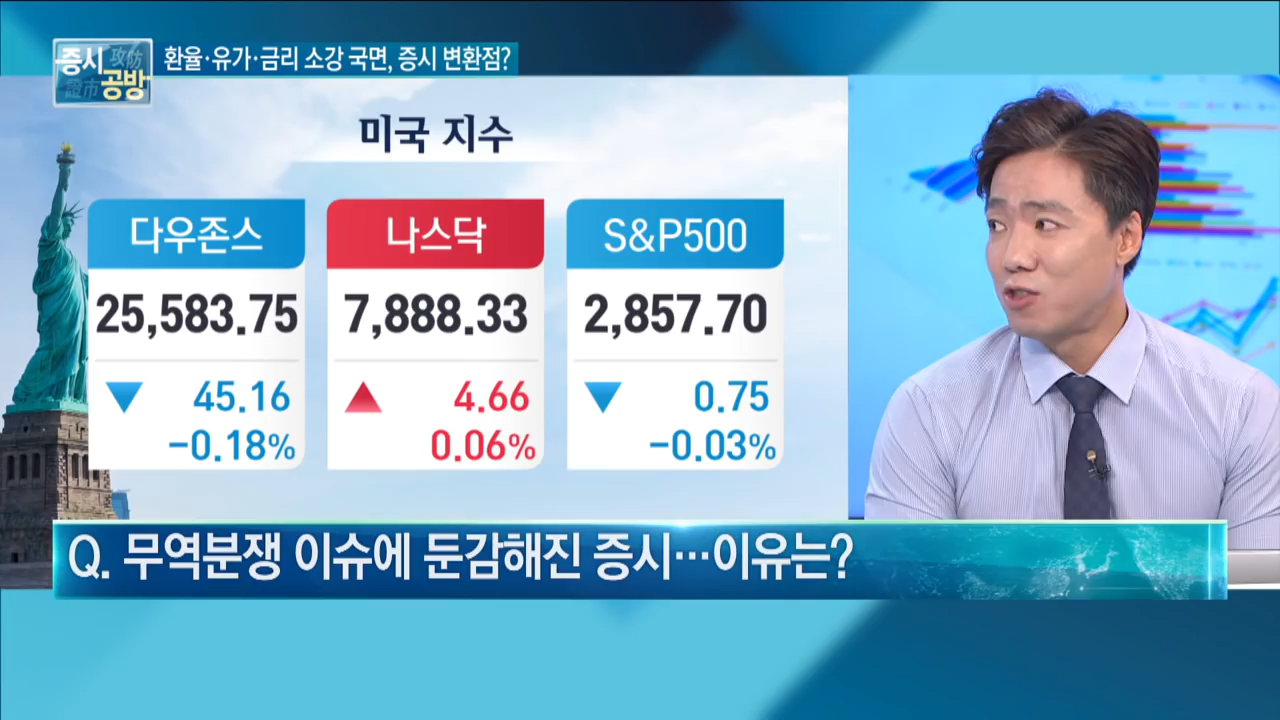 증시 攻防
證市 공방
환율·유가·금리 소강 국면, 증시 변환점?
미국 지수
다우존스
25,583.75
▼ 45.16
-0.18%
나스닥
7,888.33
▲ 4.66
0.06%
S&P500
2,857.70
▼ 0.75
-0.03%
Q. 무역분쟁 이슈에 둔감해진 증시…이유는?